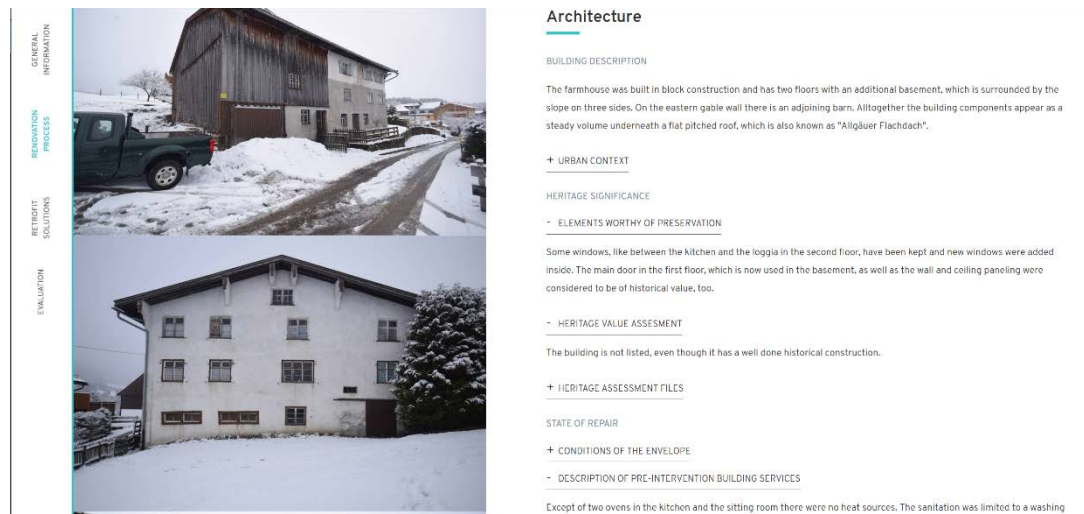 GENERAL
INFORMATION
RENOVATION
PROCESS
RETROFIT
SOLUTIONS
EVALUATION
Architecture
BUILDING DESCRIPTION
The farmhouse was built in block construction and has two floors with an additional basement, which is surrounded by the
slope on three sides. On the eastern gable wall there is an adjoining barn. Alltogether the building components appear as a
steady volume underneath a flat pitched roof, which is also known as "Allgäuer Flachdach".
+ URBAN CONTEXT
HERITAGE SIGNIFICANCE
- ELEMENTS WORTHY OF PRESERVATION
Some windows, like between the kitchen and the loggia in the second floor, have been kept and new windows were added
inside. The main door in the first floor, which is now used in the basement, as well as the wall and ceiling paneling were
considered to be of historical value, too.
- HERITAGE VALUE ASSESMENT
The building is not listed, even though it has a well done historical construction.
+ HERITAGE ASSESSMENT FILES
STATE OF REPAIR
+ CONDITIONS OF THE ENVELOPE
- DESCRIPTION OF PRE-INTERVENTION BUILDING SERVICES
Except of two ovens in the kitchen and the sitting room there were no heat sources. The sanitation was limited to a washing